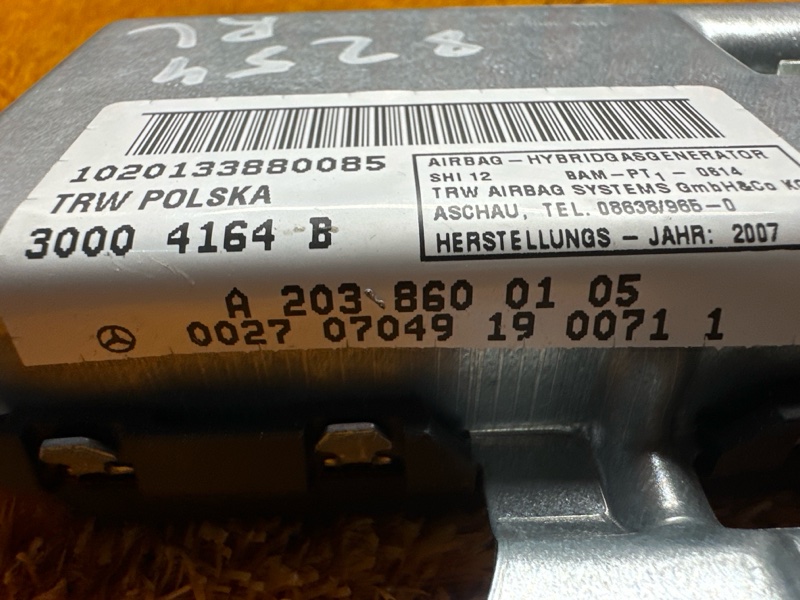 8254
RC
1020133880085
TRW POLSKA
3000 4164 B
AIRBAG – HYBRIDGASGENERATOR
SHI 12 BAM–PT1 – 0614
TRW AIRBAG SYSTEMS GmbH&Co KG
ASCHAU, TEL. 08638/965–0
HERSTELLUNGS – JAHR: 2007
A 203 860 01 05
0027 07049 19 0071 1